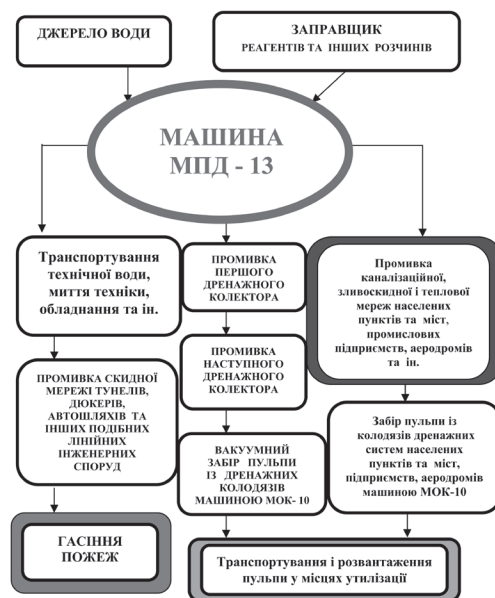 ДЖЕРЕЛО ВОДИ
ЗАПРАВЩИК
РЕАГЕНТІВ ТА ІНШИХ РОЗЧИНІВ
МАШИНА
МПД - 13
Транспортування
технічної води,
миття техніки,
обладнання та ін.
ПРОМИВКА
ПЕРШОГО
ДРЕНАЖНОГО
КОЛЕКТОРА
Промивка
каналізаційної,
зливоскидної і теплової
мереж населених
пунктів та міст,
промислових
підприємств, аеродромів
та ін.
ПРОМИВКА СКИДНОЇ
МЕРЕЖІ ТУНЕЛІВ,
ДЮКЕРІВ,
АВТОШЛЯХІВ ТА
ІНШИХ ПОДІБНИХ
ЛІНІЙНИХ
ІНЖЕНЕРНИХ
СПОРУД
ПРОМИВКА
НАСТУПНОГО
ДРЕНАЖНОГО
КОЛЕКТОРА
ВАКУУМНИЙ
ЗАБІР ПУЛЬПИ
ІЗ ДРЕНАЖНИХ
КОЛОДЯЗІВ
МАШИНОЮ МОК- 10
Забір пульпи із
колодязів дренажних
систем населених
пунктів та міст,
підприємств, аеродромів
машиною МОК-10
ГАСІННЯ
ПОЖЕЖ
Транспортування і розвантаження
пульпи у місцях утилізації